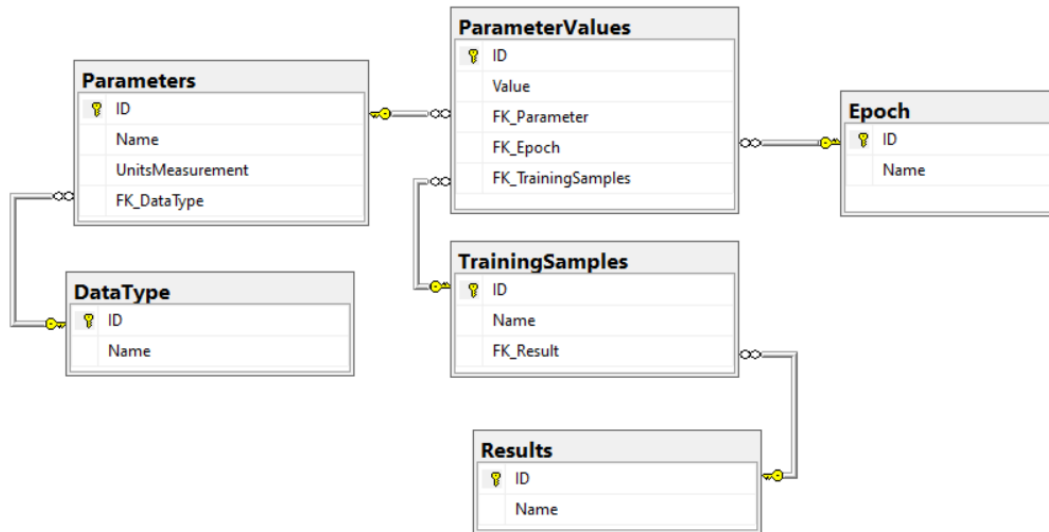 Parameters
ID
Name
UnitsMeasurement
FK_DataType
DataType
ID
Name
ParameterValues
ID
Value
FK_Parameter
FK_Epoch
FK_TrainingSamples
TrainingSamples
ID
Name
FK_Result
Results
ID
Name
Epoch
ID
Name